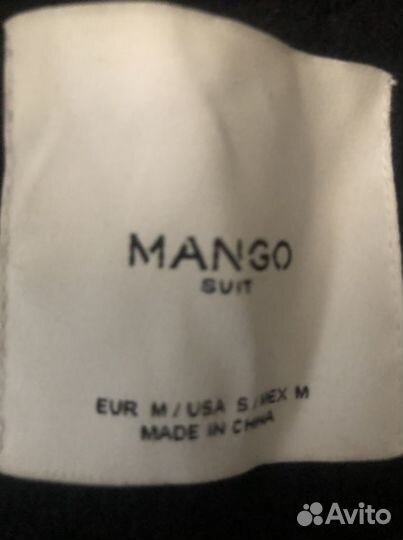 MANGO
SUIT
EUR M / USA S / MEX M
MADE IN CHINA
Avito